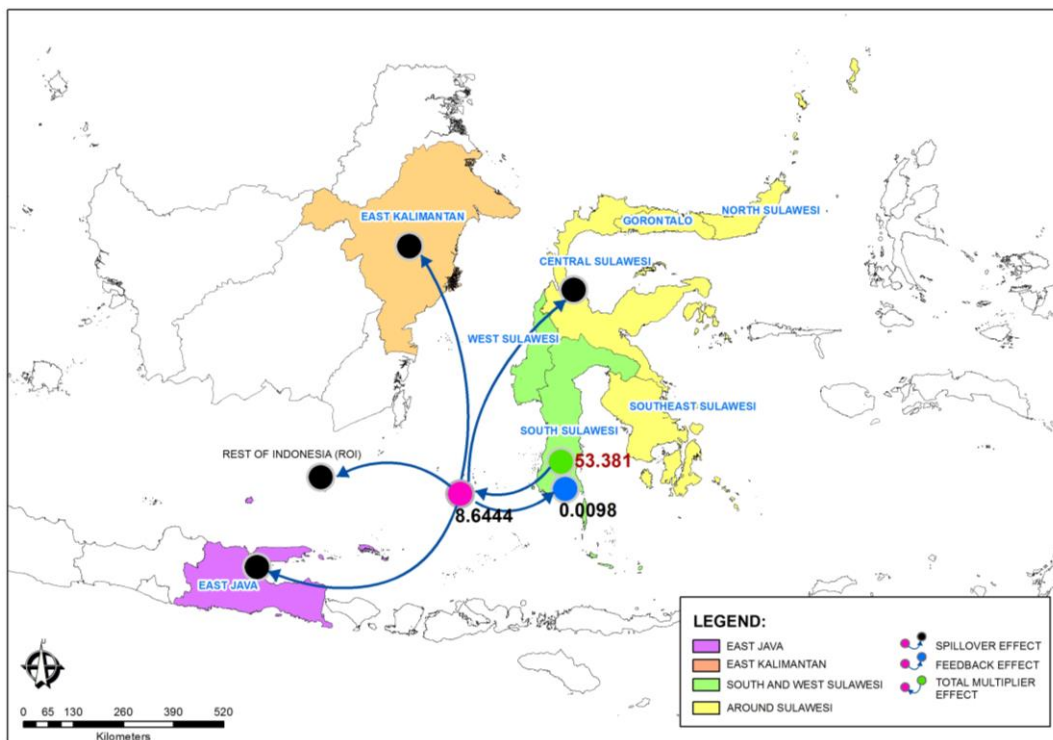 EAST KALIMANTAN
GORONTALO
NORTH SULAWESI
CENTRAL SULAWESI
WEST SULAWESI
SOUTHEAST SULAWESI
SOUTH SULAWESI
REST OF INDONESIA (ROI)
53.381
8.6444
0.0098
EAST JAVA
LEGEND:
EAST JAVA
EAST KALIMANTAN
SOUTH AND WEST SULAWESI
AROUND SULAWESI
SPILLOVER EFFECT
FEEDBACK EFFECT
TOTAL MULTIPLIER
EFFECT
0 65 130 260 390 520
Kilometers